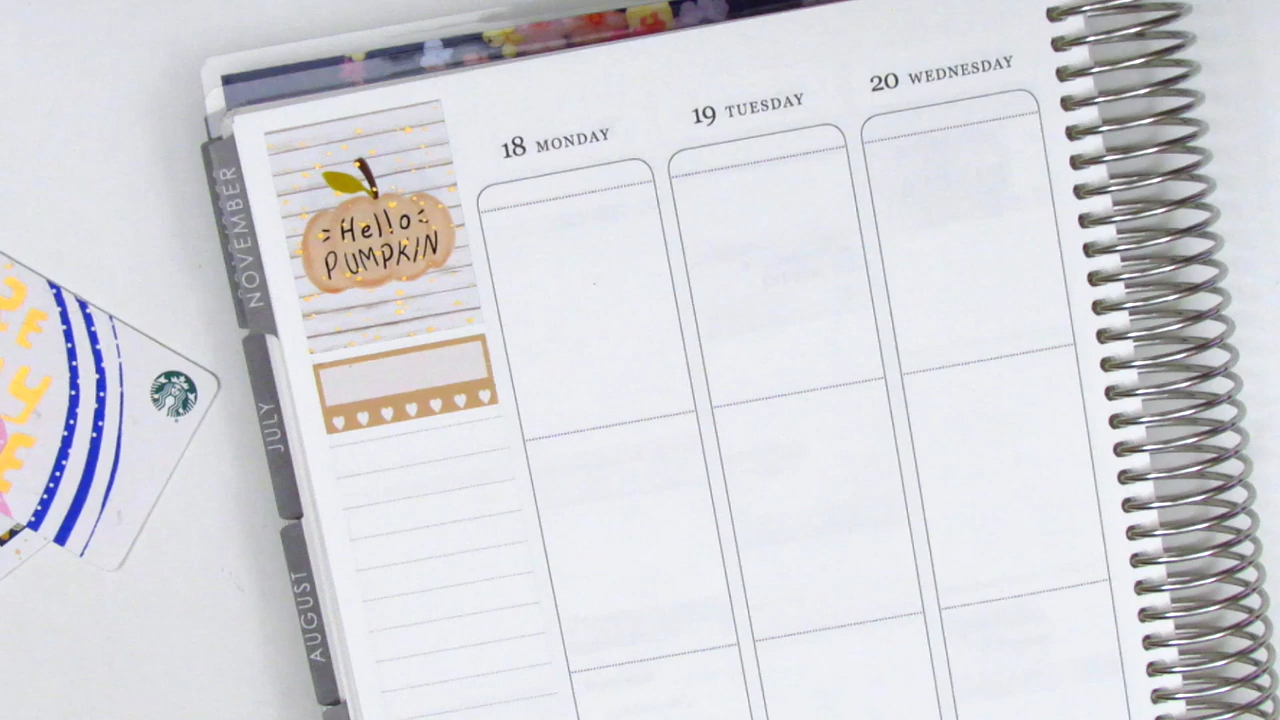 18 MONDAY
19 TUESDAY
20 WEDNESDAY
Hello
PUMPKIN
NOVEMBER
JULY
AUGUST